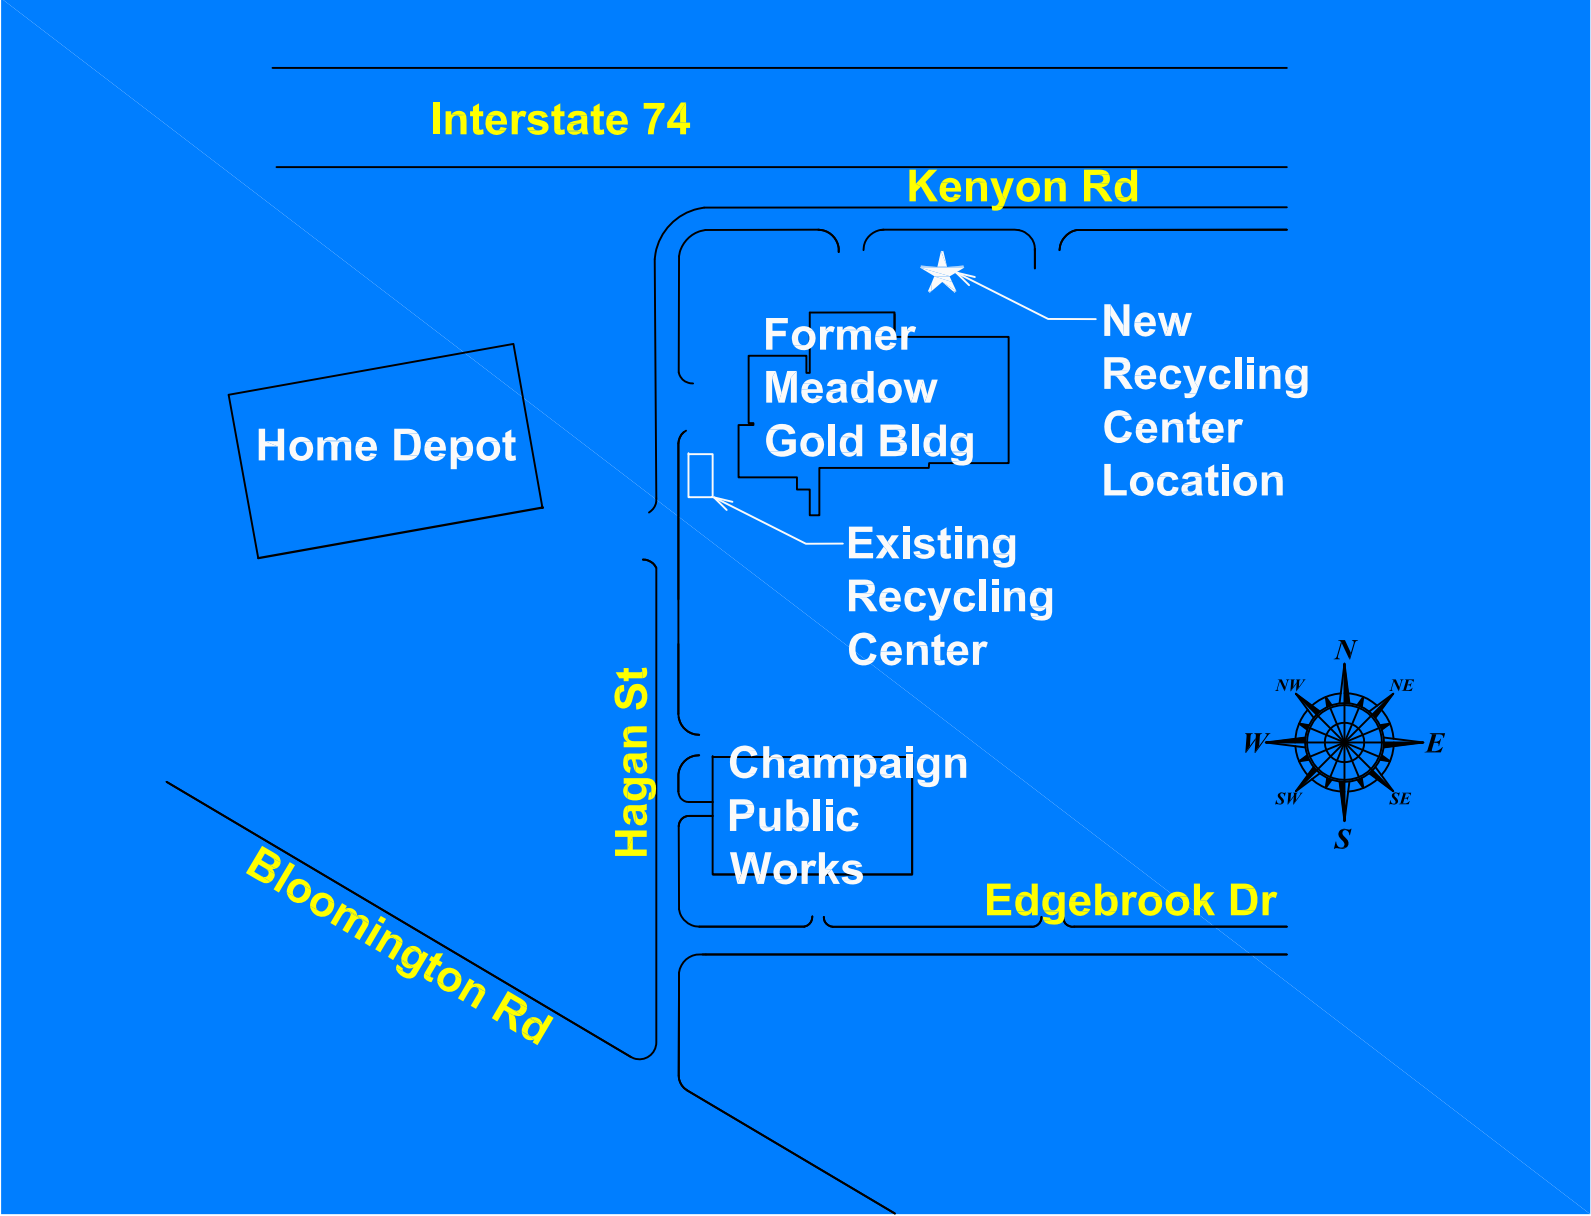 Interstate 74
Kenyon Rd
New
Recycling
Center
Location
Former
Meadow
Gold Bldg
Home Depot
Existing
Recycling
Center
Hagan St
Champaign
Public
Works
Bloomington Rd
Edgebrook Dr
N
NW
NE
W
E
SW
SE
S